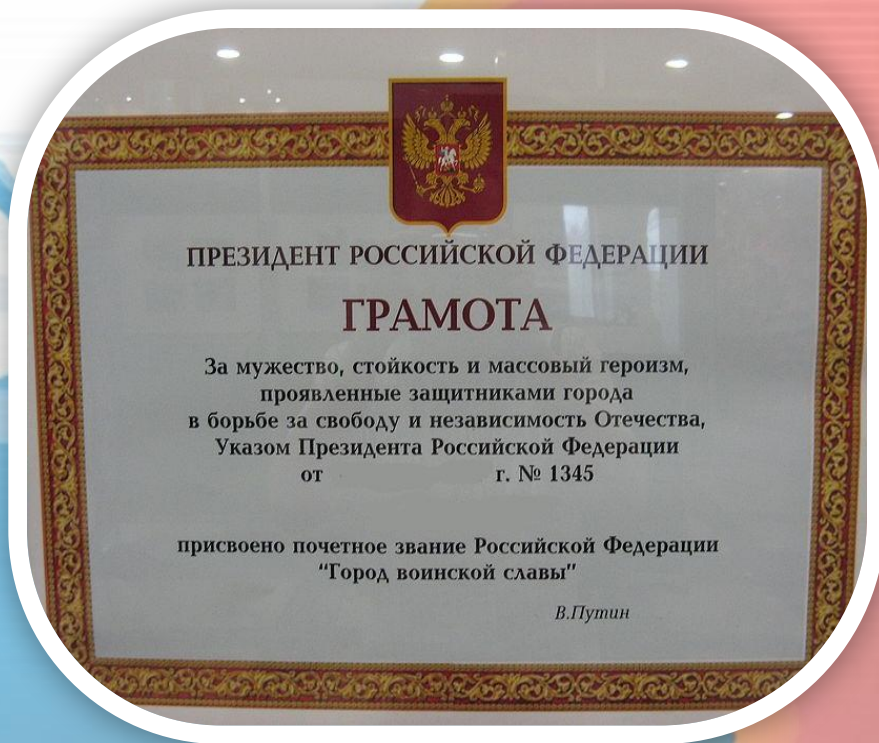 ПРЕЗИДЕНТ РОССИЙСКОЙ ФЕДЕРАЦИИ
ГРАМОТА
За мужество, стойкость и массовый героизм,
проявленные защитниками города
в борьбе за свободу и независимость Отечества,
Указом Президента Российской Федерации
от г. № 1345
присвоено почетное звание Российской Федерации
“Город воинской славы”
В.Путин